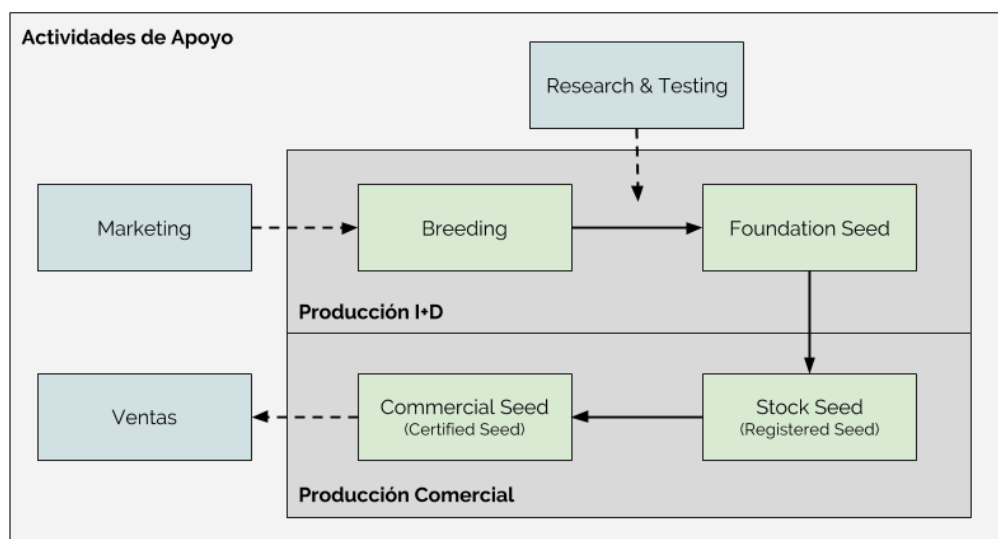 Actividades de Apoyo
Research & Testing
Marketing
Breeding
Foundation Seed
Producción I+D
Ventas
Commercial Seed
(Certified Seed)
Stock Seed
(Registered Seed)
Producción Comercial